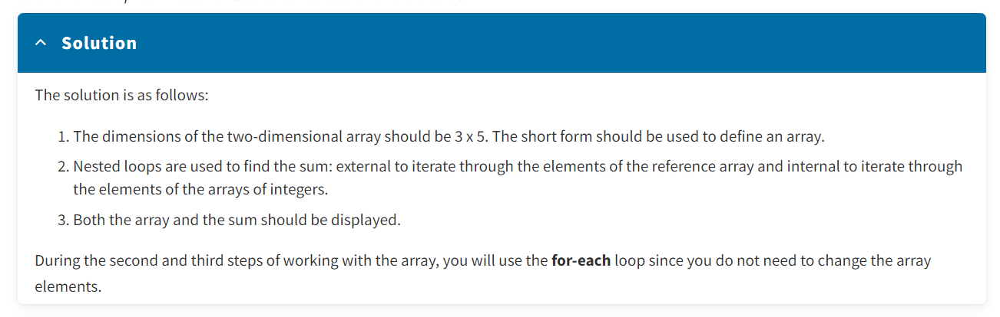 Solution
The solution is as follows:
1. The dimensions of the two-dimensional array should be 3 x 5. The short form should be used to define an array.
2. Nested loops are used to find the sum: external to iterate through the elements of the reference array and internal to iterate through
the elements of the arrays of integers.
3. Both the array and the sum should be displayed.
During the second and third steps of working with the array, you will use the for-each loop since you do not need to change the array
elements.